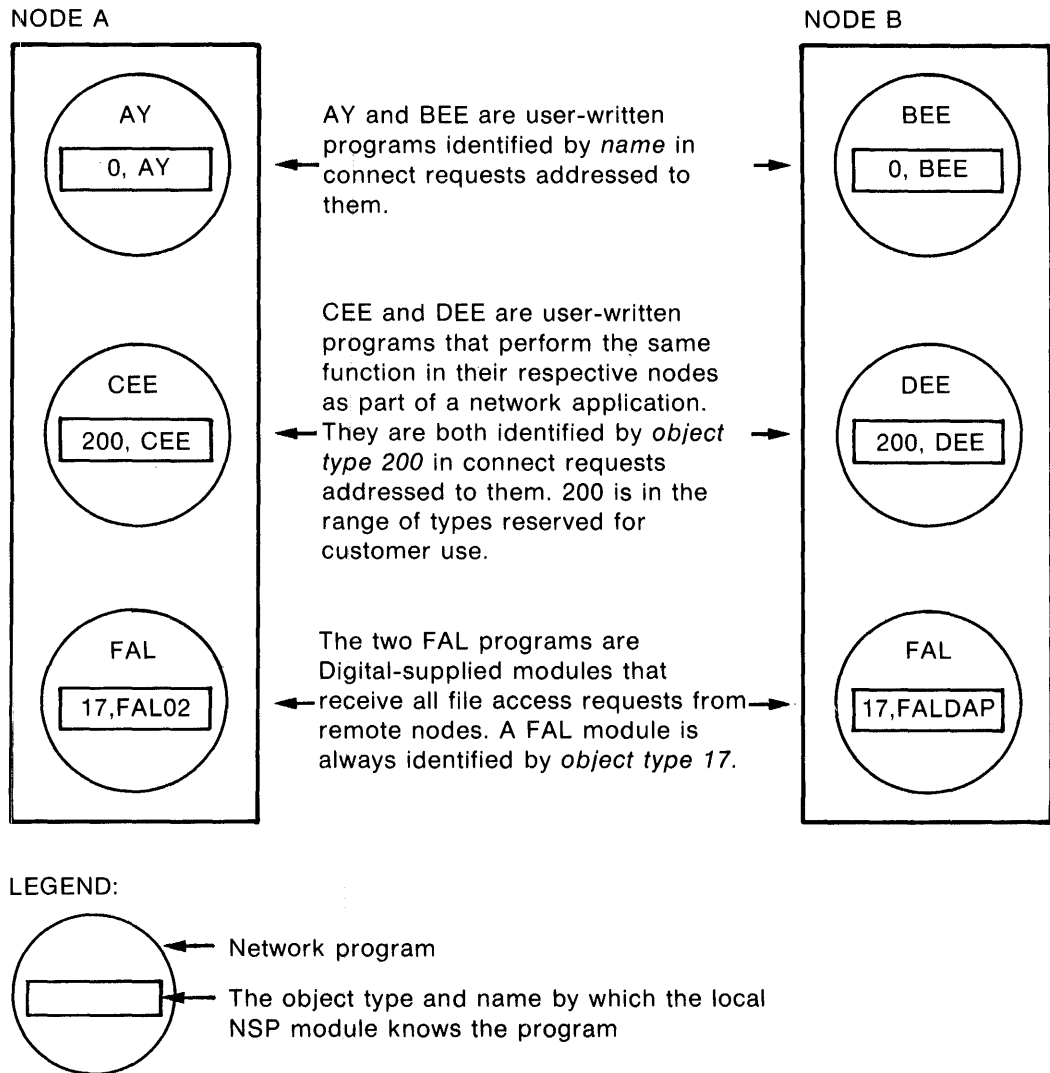 NODE A
NODE B
AY
0, AY
AY and BEE are user-written
programs identified by name in
connect requests addressed to
them.
BEE
0, BEE
CEE
200, CEE
CEE and DEE are user-written
programs that perform the same
function in their respective nodes
as part of a network application.
They are both identified by object
type 200 in connect requests
addressed to them. 200 is in the
range of types reserved for
customer use.
DEE
200, DEE
FAL
17,FAL02
The two FAL programs are
Digital-supplied modules that
receive all file access requests from
remote nodes. A FAL module is
always identified by object type 17.
FAL
17,FALDAP
LEGEND:
Network program
The object type and name by which the local
NSP module knows the program